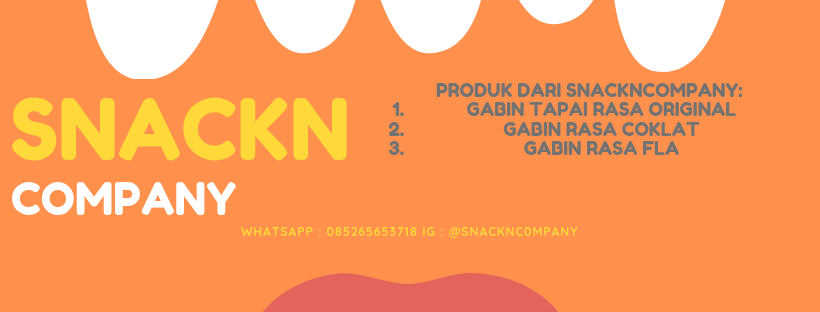 SNACKN
COMPANY
PRODUK DARI SNACKNCOMPANY:
1. GABIN TAPAI RASA ORIGINAL
2. GABIN RASA COKLAT
3. GABIN RASA FLA
WHATSAPP : 085265653718 IG : @SNACKNC0MPANY